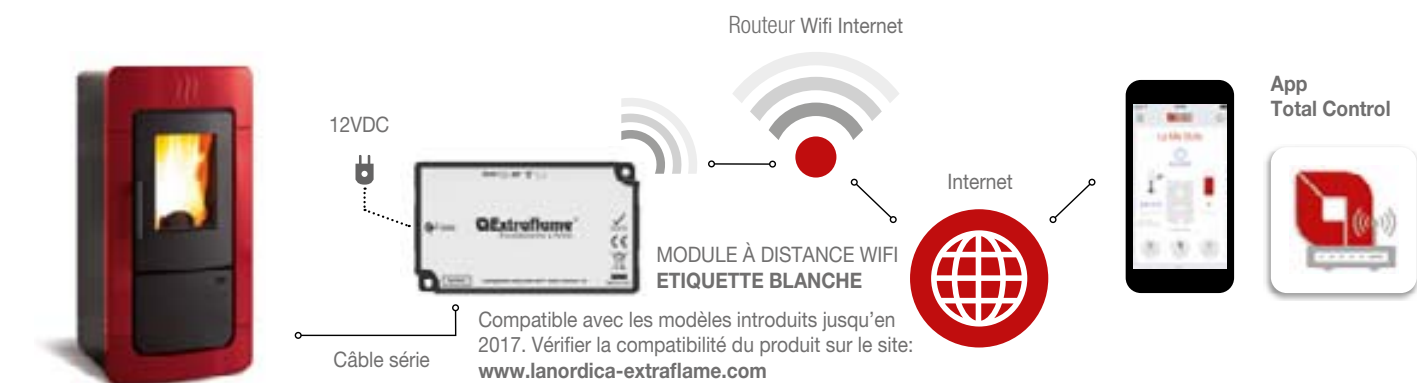 Routeur Wifi Internet
App
Total Control
12VDC
Internet
Extraflame®
MODULE À DISTANCE WIFI
ETIQUETTE BLANCHE
Compatible avec les modèles introduits jusqu'en
2017. Vérifier la compatibilité du produit sur le site:
www.lanordica-extraflame.com
Câble série